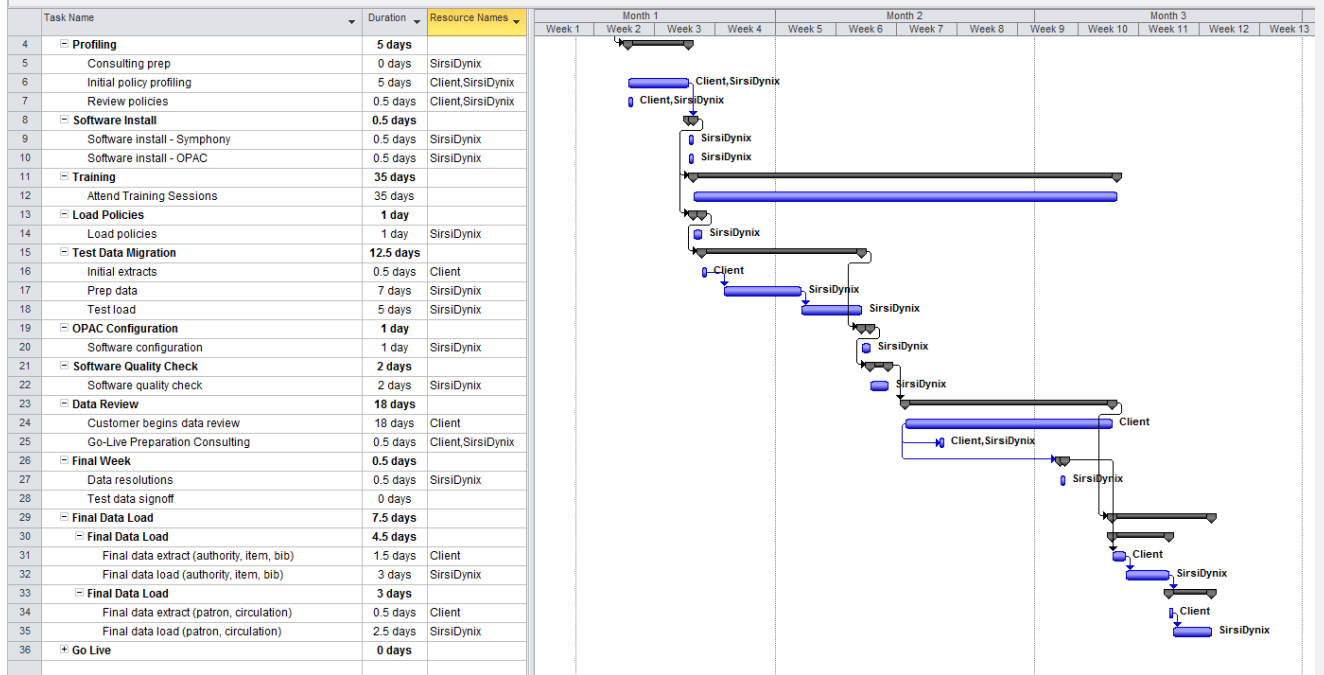 Task Name Duration Resource Names Month 1 Month 2 Month 3
Week 1 Week 2 Week 3 Week 4 Week 5 Week 6 Week 7 Week 8 Week 9 Week 10 Week 11 Week 12 Week 13
4 Profiling 5 days
5 Consulting prep 0 days SirsiDynix
6 Initial policy profiling 5 days Client,SirsiDynix Client,SirsiDynix
7 Review policies 0.5 days Client,SirsiDynix Client,SirsiDynix
8 Software Install 0.5 days
9 Software install - Symphony 0.5 days SirsiDynix SirsiDynix
10 Software install - OPAC 0.5 days SirsiDynix SirsiDynix
11 Training 35 days
12 Attend Training Sessions 35 days
13 Load Policies 1 day
14 Load policies 1 day SirsiDynix SirsiDynix
15 Test Data Migration 12.5 days
16 Initial extracts 0.5 days Client Client
17 Prep data 7 days SirsiDynix SirsiDynix
18 Test load 5 days SirsiDynix SirsiDynix
19 OPAC Configuration 1 day
20 Software configuration 1 day SirsiDynix SirsiDynix
21 Software Quality Check 2 days
22 Software quality check 2 days SirsiDynix SirsiDynix
23 Data Review 18 days
24 Customer begins data review 18 days Client Client
25 Go-Live Preparation Consulting 0.5 days Client,SirsiDynix Client,SirsiDynix
26 Final Week 0.5 days
27 Data resolutions 0.5 days SirsiDynix SirsiDynix
28 Test data signoff 0 days
29 Final Data Load 7.5 days
30 Final Data Load 4.5 days
31 Final data extract (authority, item, bib) 1.5 days Client Client
32 Final data load (authority, item, bib) 3 days SirsiDynix SirsiDynix
33 Final Data Load 3 days
34 Final data extract (patron, circulation) 0.5 days Client Client
35 Final data load (patron, circulation) 2.5 days SirsiDynix SirsiDynix
36 Go Live 0 days